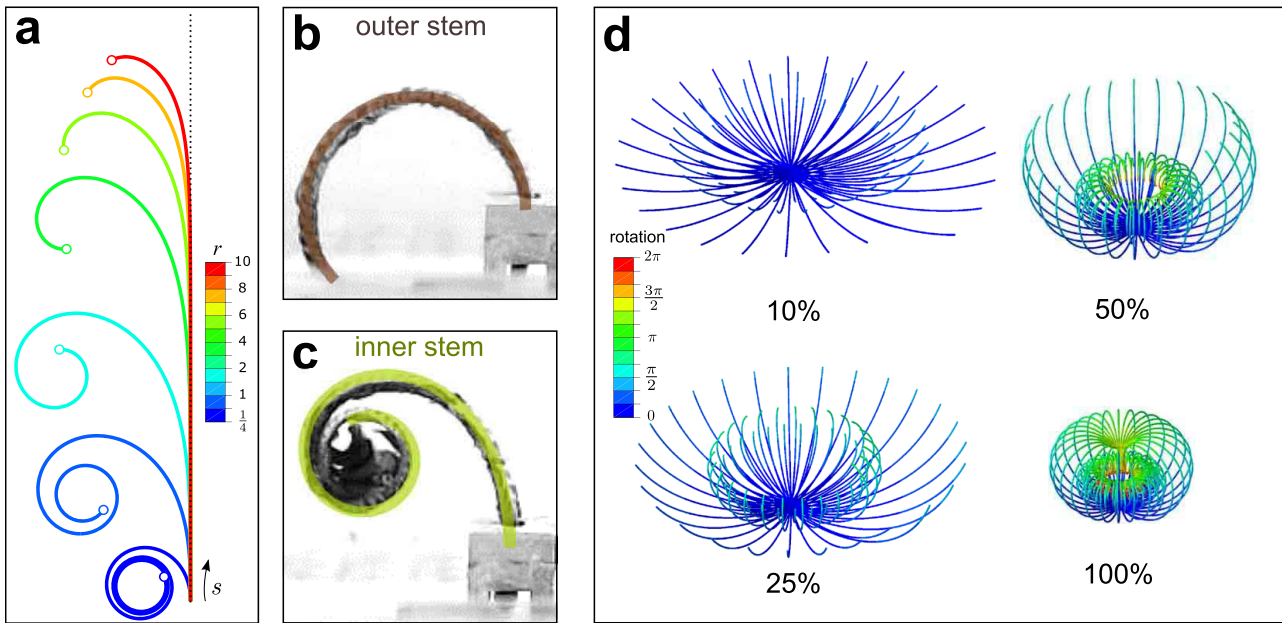 a
r
10
8
6
4
2
1
1/4
s
b
outer stem
c
inner stem
d
rotation
2π
3π/2
π
π/2
0
10%
50%
25%
100%